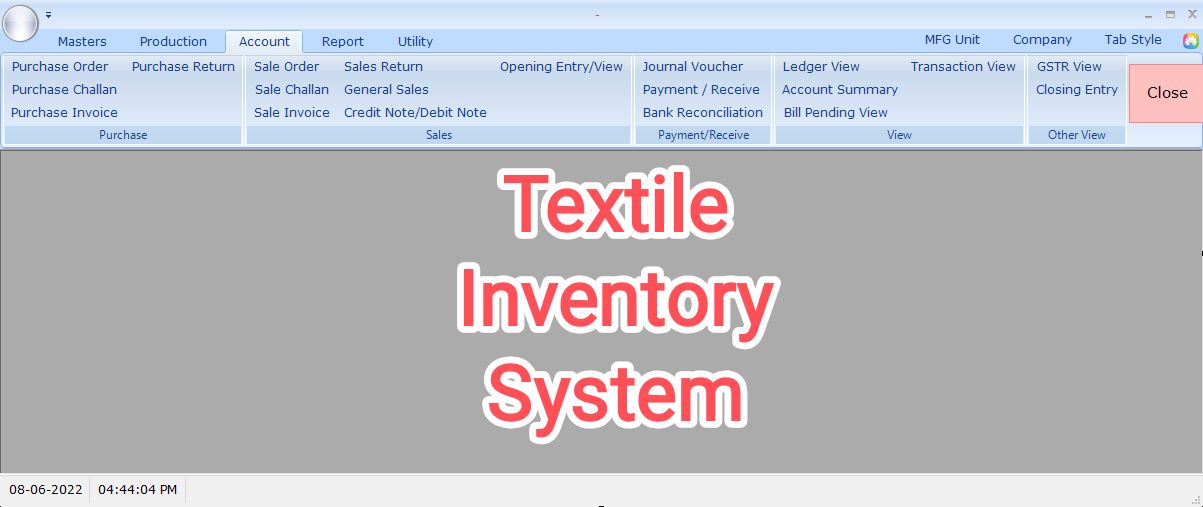 -
Masters Production Account Report Utility MFG Unit Company Tab Style
Purchase Order Purchase Return Sale Order Sales Return Opening Entry/View Journal Voucher Ledger View Transaction View GSTR View
Purchase Challan Sale Challan General Sales Payment / Receive Account Summary Closing Entry Close
Purchase Invoice Sale Invoice Credit Note/Debit Note Bank Reconciliation Bill Pending View
Purchase Sales Payment/Receive View Other View
Textile
Inventory
System
08-06-2022 04:44:04 PM